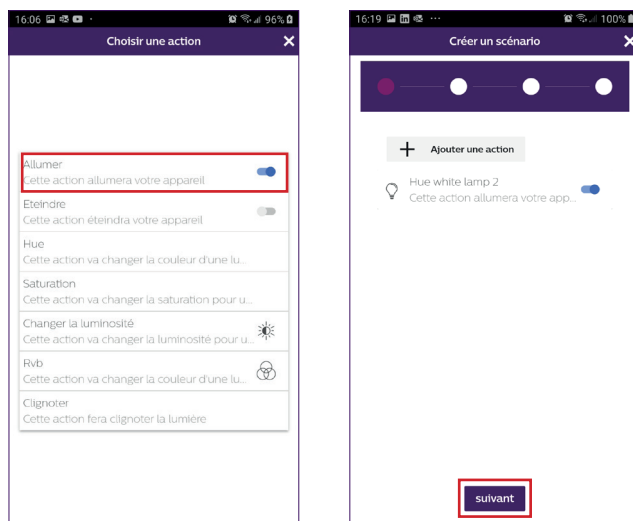 16:06
96%
Choisir une action
Allumer
Cette action allumera votre appareil
Eteindre
Cette action éteindra votre appareil
Hue
Cette action va changer la couleur d'une lu...
Saturation
Cette action va changer la saturation pour u...
Changer la luminosité
Cette action va changer la luminosité pour u...
Rvb
Cette action va changer la couleur d'une lu...
Clignoter
Cette action fera clignoter la lumière
16:19
100%
Créer un scénario
Ajouter une action
Hue white lamp 2
Cette action allumera votre app...
suivant